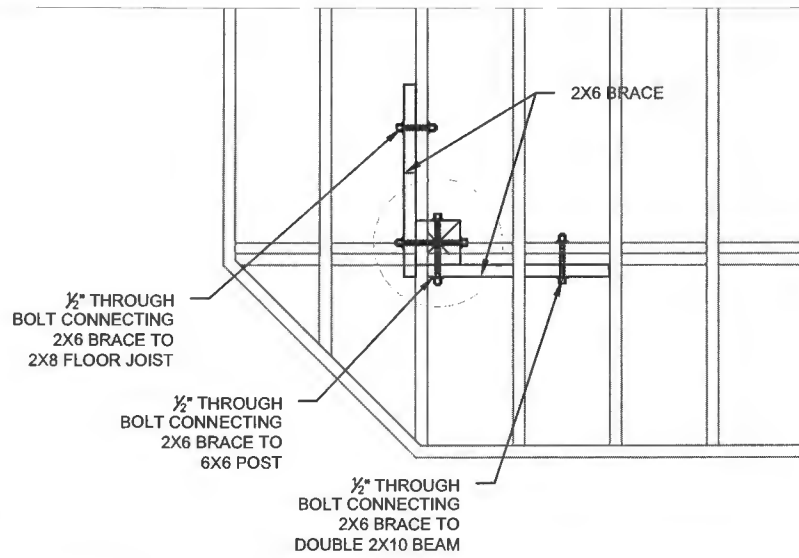 2X6 BRACE
½" THROUGH
BOLT CONNECTING
2X6 BRACE TO
2X8 FLOOR JOIST
½" THROUGH
BOLT CONNECTING
2X6 BRACE TO
6X6 POST
½" THROUGH
BOLT CONNECTING
2X6 BRACE TO
DOUBLE 2X10 BEAM